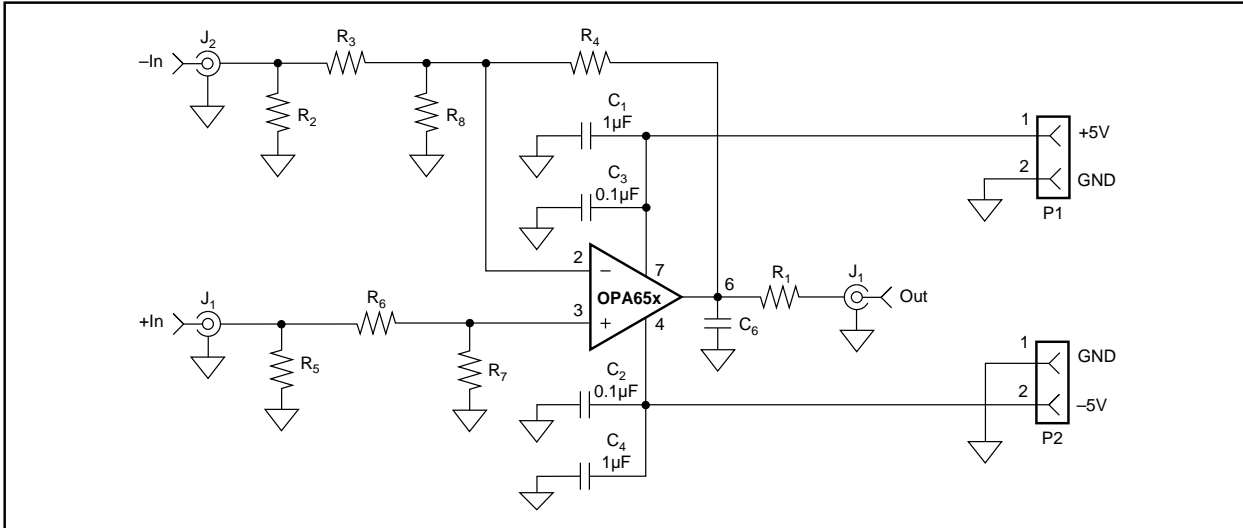 J2
–In
R3
R4
R2
R8
C1
1µF
1
+5V
C3
0.1µF
2
GND
P1
2
–
7
OPA65x
6
R1
J1
Out
J1
+In
R6
3
+
4
C6
R5
R7
C2
0.1µF
1
GND
2
–5V
P2
C4
1µF